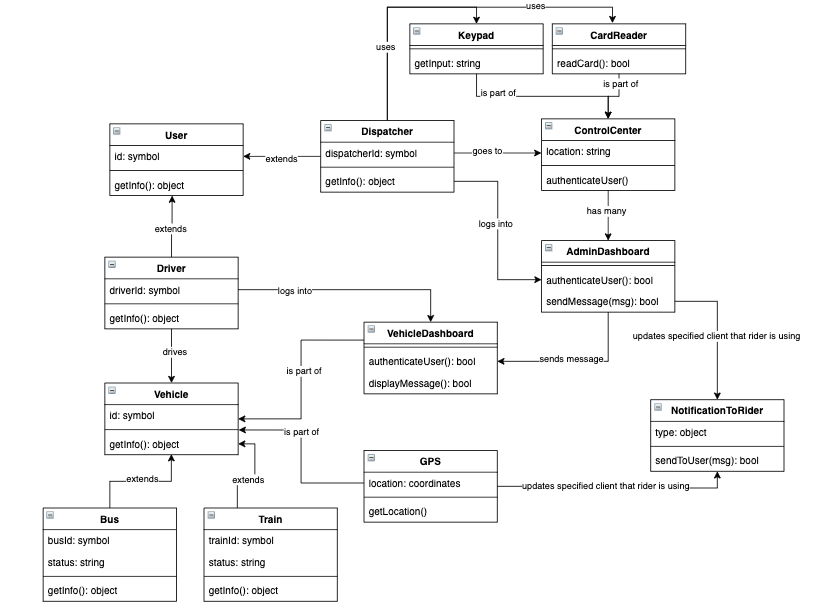 uses
Keypad
getInput: string
CardReader
readCard(): bool
uses
is part of
is part of
User
id: symbol
getInfo(): object
Dispatcher
dispatcherId: symbol
getInfo(): object
ControlCenter
location: string
authenticateUser()
extends
goes to
extends
logs into
has many
Driver
driverId: symbol
getInfo(): object
AdminDashboard
authenticateUser(): bool
sendMessage(msg): bool
logs into
VehicleDashboard
authenticateUser(): bool
displayMessage(): bool
updates specified client that rider is using
drives
is part of
sends message
Vehicle
id: symbol
getInfo(): object
NotificationToRider
type: object
sendToUser(msg): bool
is part of
GPS
location: coordinates
getLocation()
extends
extends
updates specified client that rider is using
Bus
busId: symbol
status: string
getInfo(): object
Train
trainId: symbol
status: string
getInfo(): object